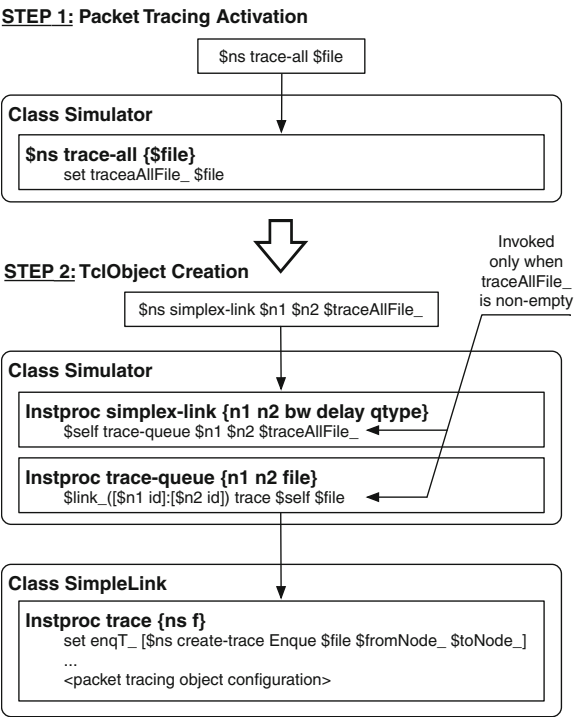 STEP 1: Packet Tracing Activation
$ns trace-all $file
Class Simulator
$ns trace-all {$file}
set traceaAllFile_ $file
STEP 2: TclObject Creation
Invoked
only when
traceAllFile_
is non-empty
$ns simplex-link $n1 $n2 $traceAllFile_
Class Simulator
Instproc simplex-link {n1 n2 bw delay qtype}
$self trace-queue $n1 $n2 $traceAllFile_
Instproc trace-queue {n1 n2 file}
$link_([$n1 id]:[$n2 id]) trace $self $file
Class SimpleLink
Instproc trace {ns f}
set enqT_ [$ns create-trace Enque $file $fromNode_ $toNode_]
...
<packet tracing object configuration>